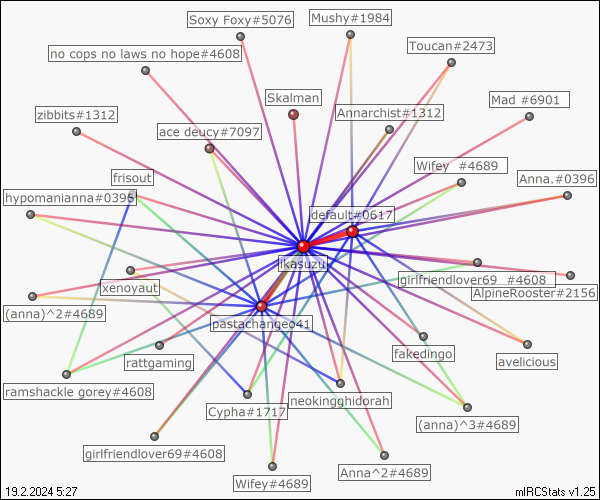 Soxy Foxy#5076
Mushy#1984
Toucan#2473
no cops no laws no hope#4608
Skalman
Mad  #6901
Annarchist#1312
zibbits#1312
ace deucy#7097
Wifey  #4689
frisout
Anna.#0396
hypomanianna#0396
default#0617
ikasuzu
girlfriendlover69  #4608
xenoyaut
AlpineRooster#2156
(anna)^2#4689
pastachangeo41
rattgaming
fakedingo
avelicious
ramshackle gorey#4608
neokingghidorah
Cypha#1717
(anna)^3#4689
girlfriendlover69#4608
Anna^2#4689
Wifey#4689
19.2.2024 5:27
mIRCStats v1.25